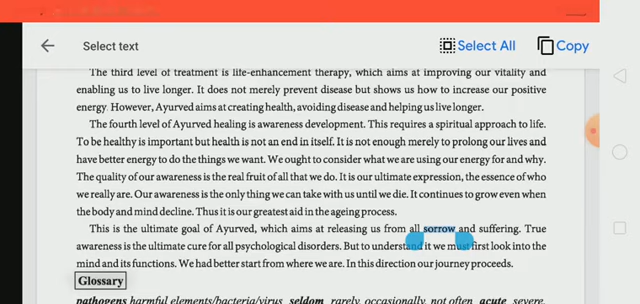 Select text
Select All
Copy
The third level of treatment is life-enhancement therapy, which aims at improving our vitality and
enabling us to live longer. It does not merely prevent disease but shows us how to increase our positive
energy. However, Ayurved aims at creating health, avoiding disease and helping us live longer.
The fourth level of Ayurved healing is awareness development. This requires a spiritual approach to life.
To be healthy is important but health is not an end in itself. It is not enough merely to prolong our lives and
have better energy to do the things we want. We ought to consider what we are using our energy for and why.
The quality of our awareness is the real fruit of all that we do. It is our ultimate expression, the essence of who
we really are. Our awareness is the only thing we can take with us until we die. It continues to grow even when
the body and mind decline. Thus it is our greatest aid in the ageing process.
This is the ultimate goal of Ayurved, which aims at releasing us from all sorrow and suffering. True
awareness is the ultimate cure for all psychological disorders. But to understand it we must first look into the
mind and its functions. We had better start from where we are. In this direction our journey proceeds.
Glossary
pathogens harmful elements/bacteria/virus, seldom rarely, occasionally, not often acute severe,